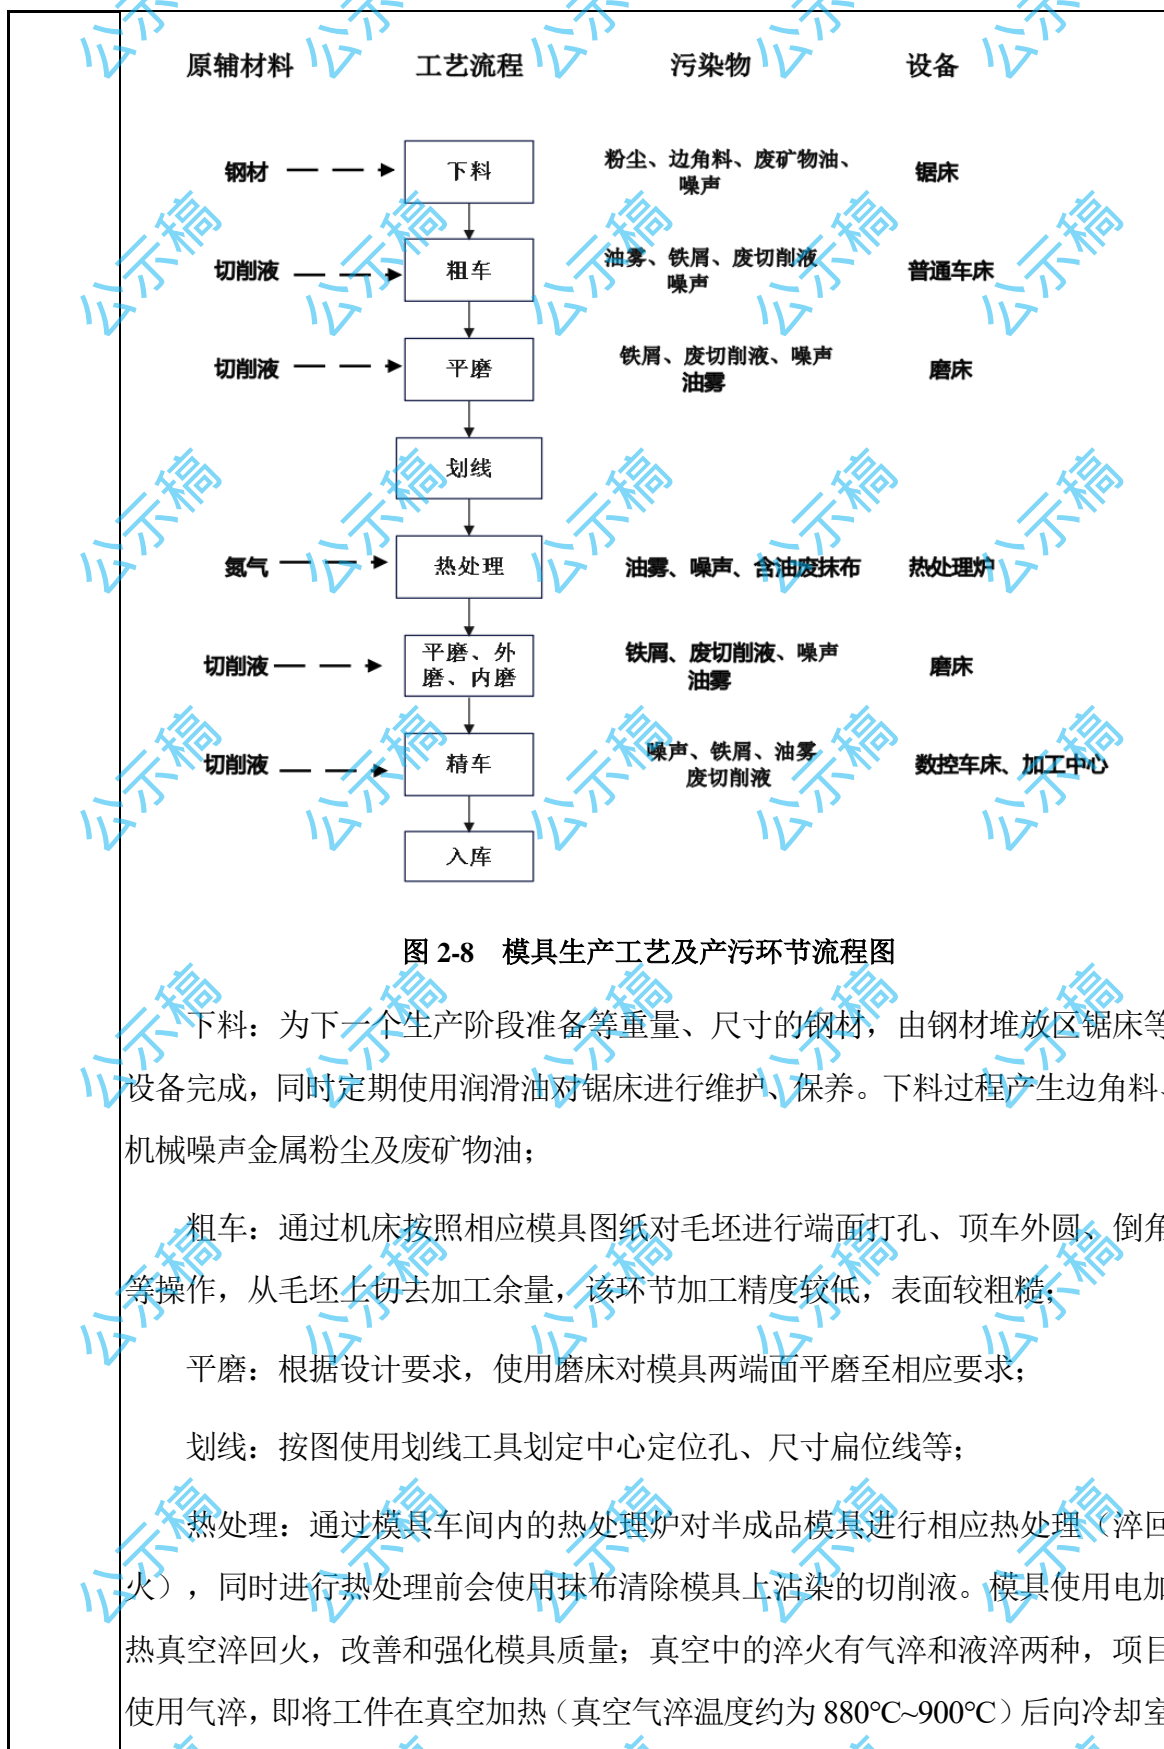 原辅材料 工艺流程 污染物 设备
钢材 下料 粉尘、边角料、废矿物油、 锯床
噪声
切削液 粗车 油雾、铁屑、废切削液 普通车床
噪声
切削液 平磨 铁屑、废切削液、噪声 磨床
油雾
划线
氮气 热处理 油雾、噪声、含油废抹布 热处理炉
切削液 平磨、外 铁屑、废切削液、噪声 磨床
磨、内磨 油雾
切削液 精车 噪声、铁屑、油雾 数控车床、加工中心
废切削液
入库
图 2-8 模具生产工艺及产污环节流程图
下料：为下一个生产阶段准备等重量、尺寸的钢材，由钢材堆放区锯床等
设备完成，同时定期使用润滑油对锯床进行维护、保养。下料过程产生边角料、
机械噪声金属粉尘及废矿物油；
粗车：通过机床按照相应模具图纸对毛坯进行端面打孔、顶车外圆、倒角
等操作，从毛坯上切去加工余量，该环节加工精度较低，表面较粗糙；
平磨：根据设计要求，使用磨床对模具两端面平磨至相应要求；
划线：按图使用划线工具划定中心定位孔、尺寸扁位线等；
热处理：通过模具车间内的热处理炉对半成品模具进行相应热处理（淬回
火），同时进行热处理前会使用抹布清除模具上沾染的切削液。模具使用电加
热真空淬回火，改善和强化模具质量；真空中的淬火有气淬和液淬两种，项目
使用气淬，即将工件在真空加热（真空气淬温度约为 880°C~900°C）后向冷却室
公示稿